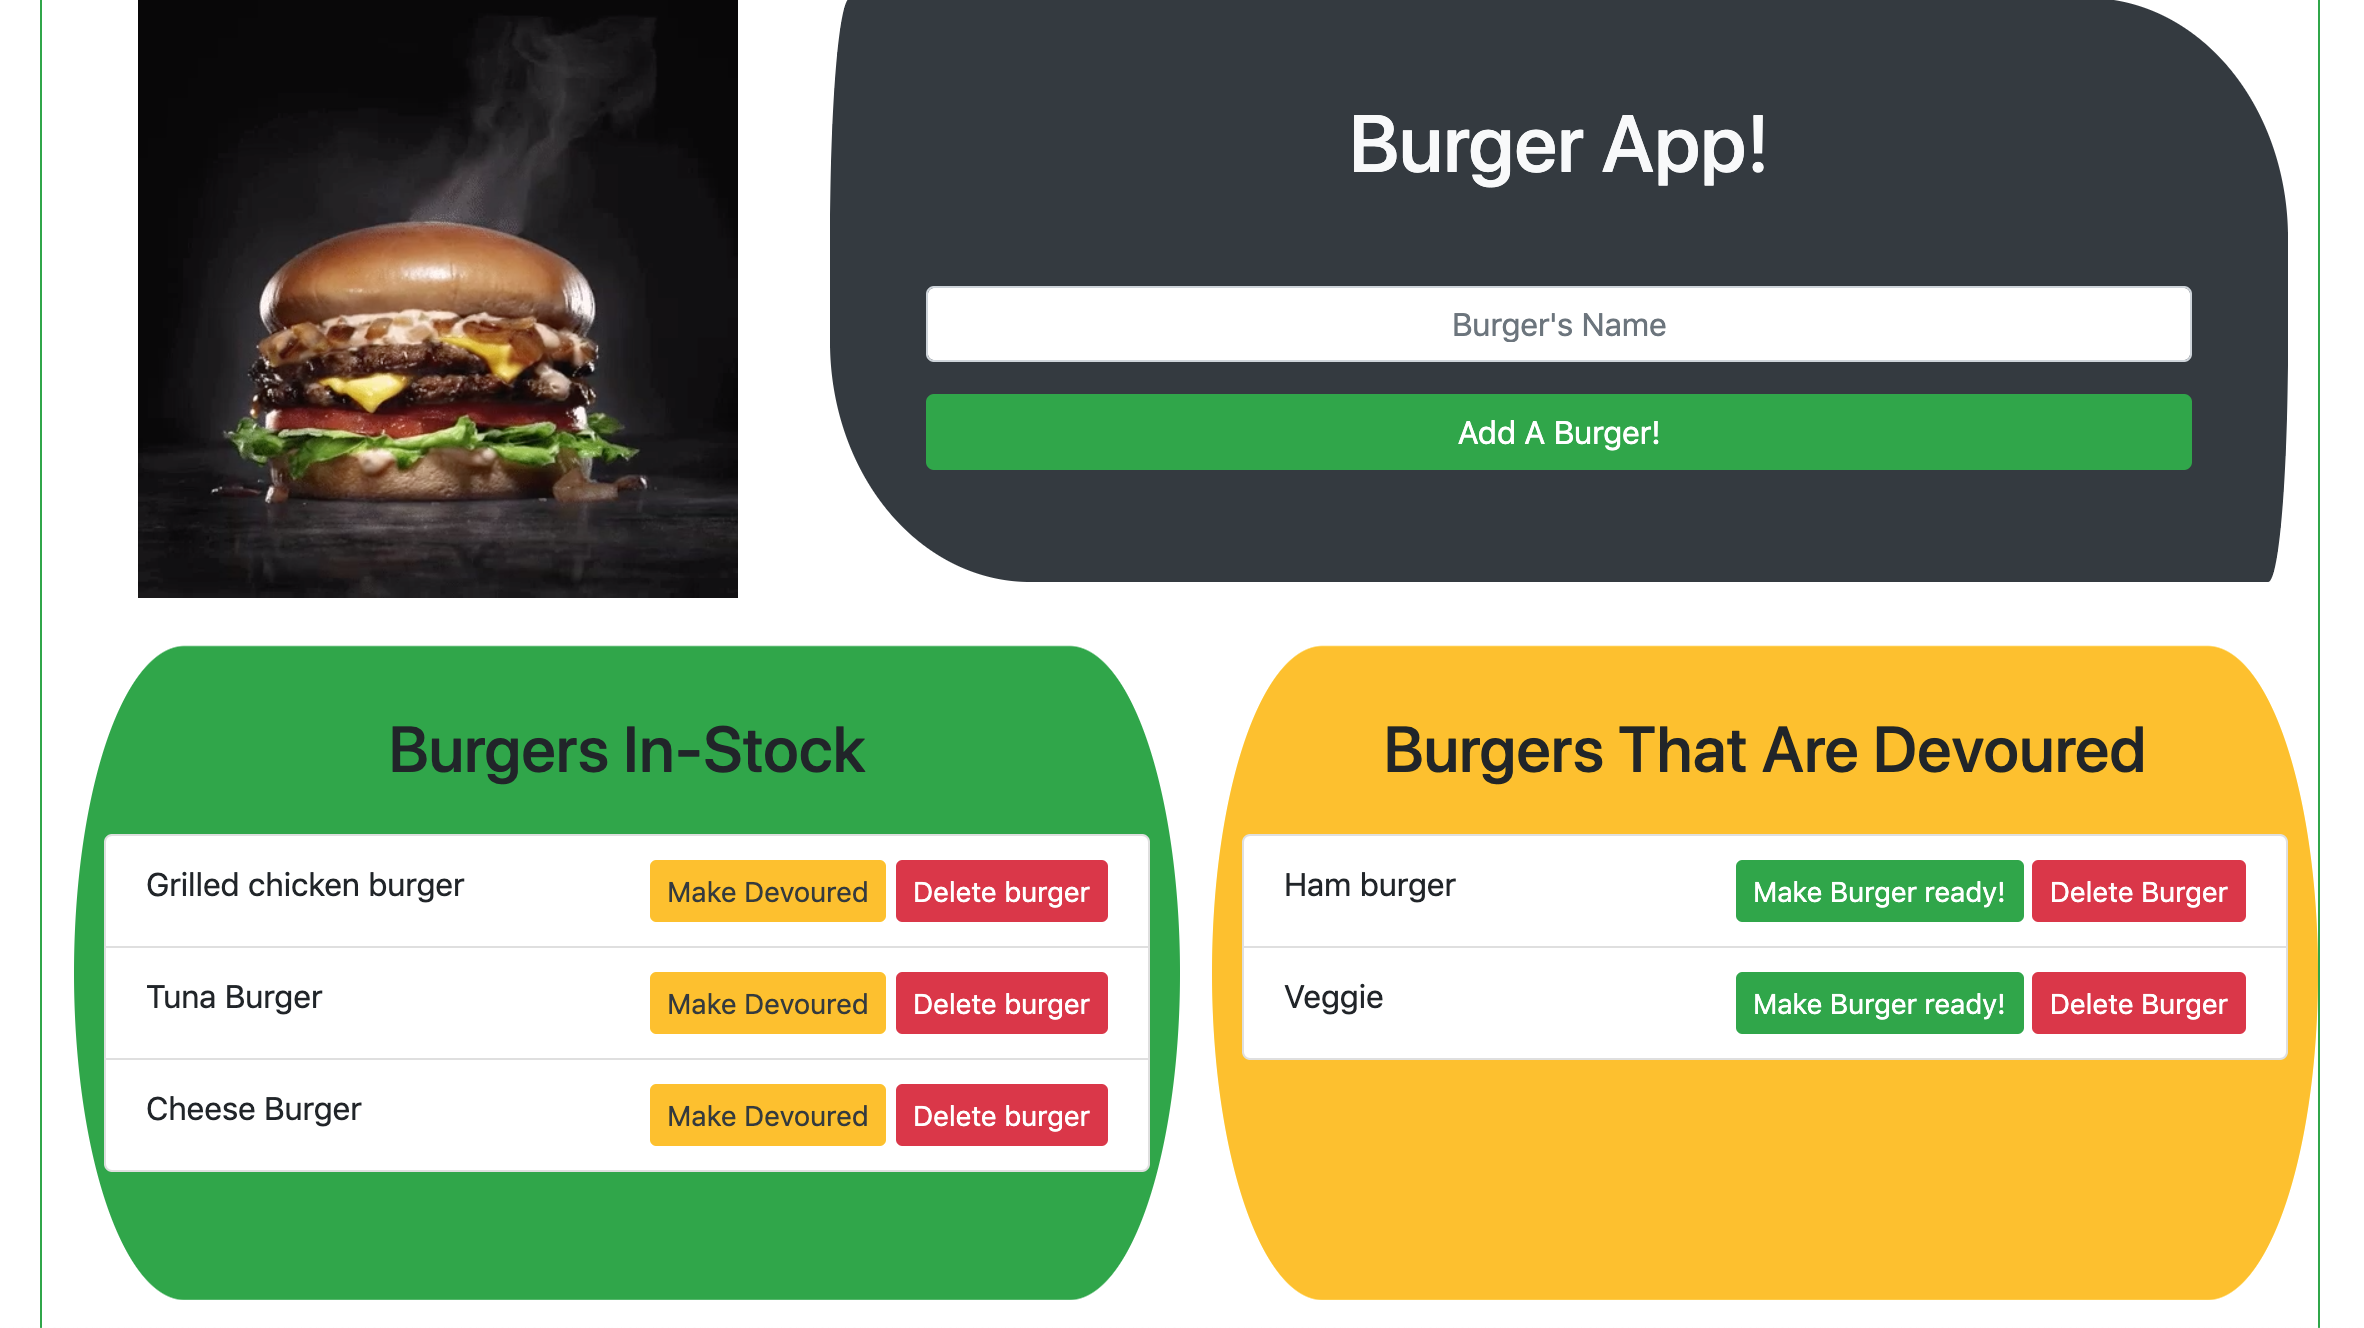 Burger App!
Burger's Name
Add A Burger!
Burgers In-Stock
Grilled chicken burger Make Devoured Delete burger
Tuna Burger Make Devoured Delete burger
Cheese Burger Make Devoured Delete burger
Burgers That Are Devoured
Ham burger Make Burger ready! Delete Burger
Veggie Make Burger ready! Delete Burger